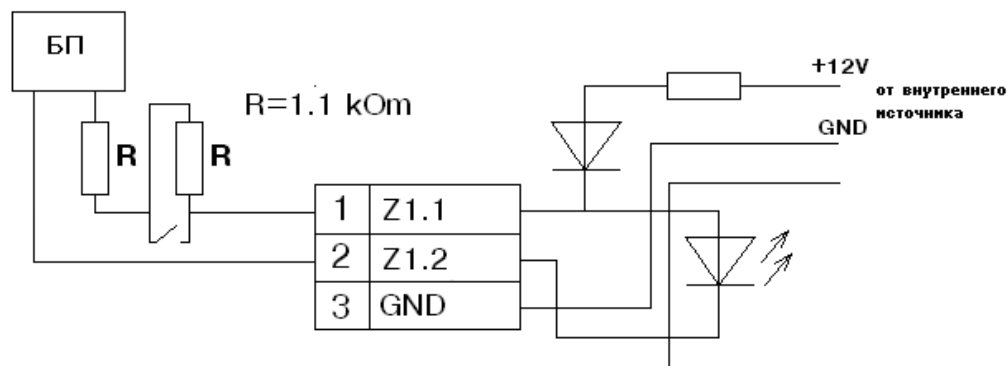 БП
R=1.1 kOm
R
R
+12V
от внутреннего
источника
GND
1 Z1.1
2 Z1.2
3 GND